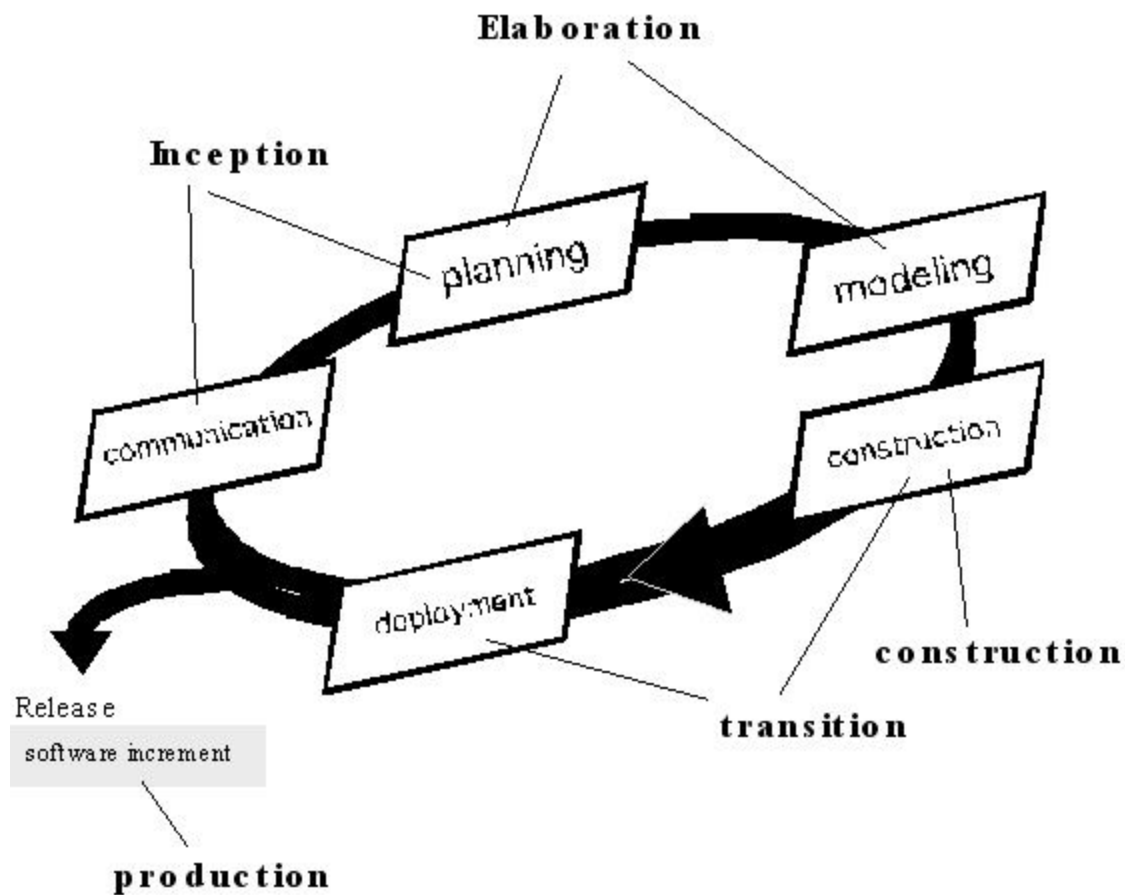 Elaboration
Inception
planning
modeling
communication
construction
deployment
construction
transition
Release
software increment
production